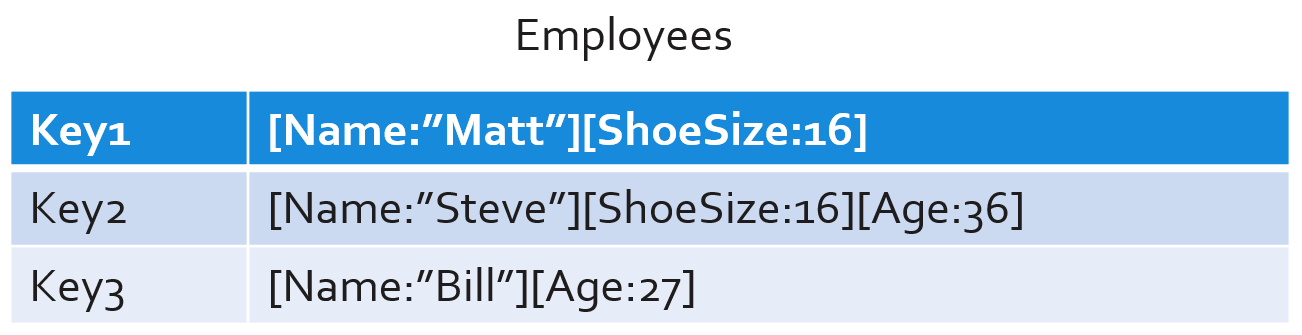 Employees
Key1 [Name:”Matt”][ShoeSize:16]
Key2 [Name:”Steve”][ShoeSize:16][Age:36]
Key3 [Name:”Bill”][Age:27]